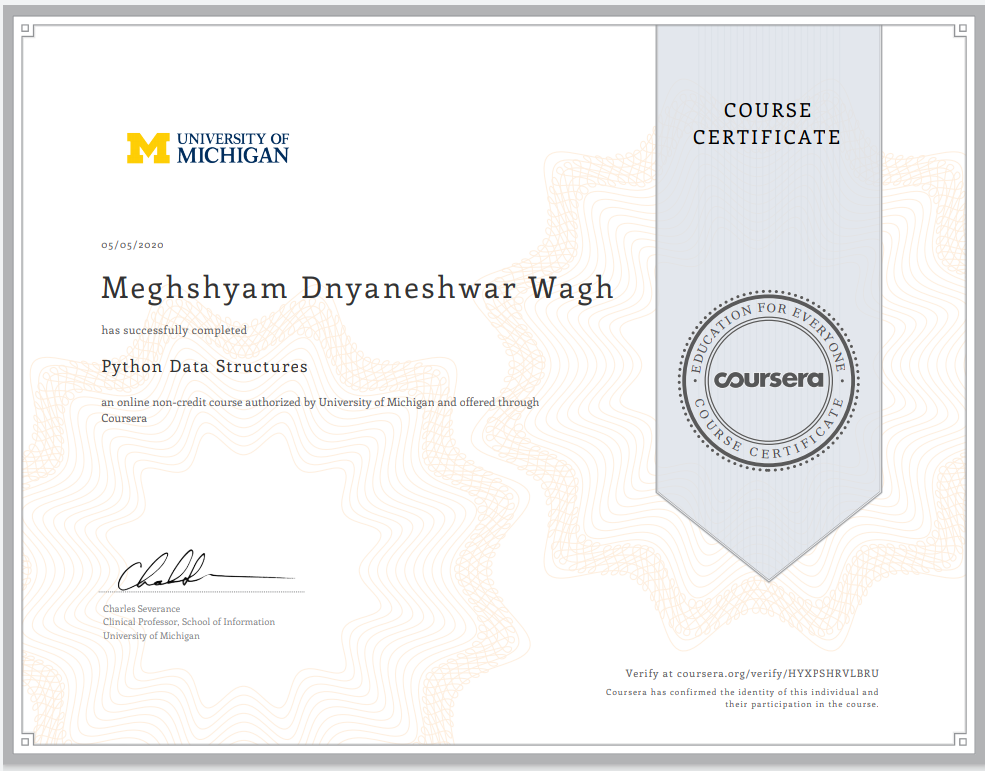 COURSE
CERTIFICATE
UNIVERSITY OF
MICHIGAN
05/05/2020
Meghshyam Dnyaneshwar Wagh
has successfully completed
Python Data Structures
an online non-credit course authorized by University of Michigan and offered through
Coursera
EDUCATION FOR EVERYONE
coursera
COURSE CERTIFICATE
Charles Severance
Clinical Professor, School of Information
University of Michigan
Verify at coursera.org/verify/HYXPSHRVLBRU
Coursera has confirmed the identity of this individual and
their participation in the course.